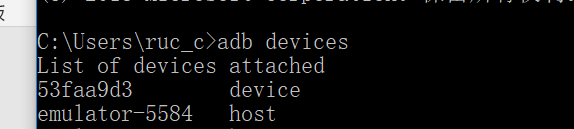 C:\Users\ruc_c>adb devices
List of devices attached
53faa9d3 device
emulator-5584 host